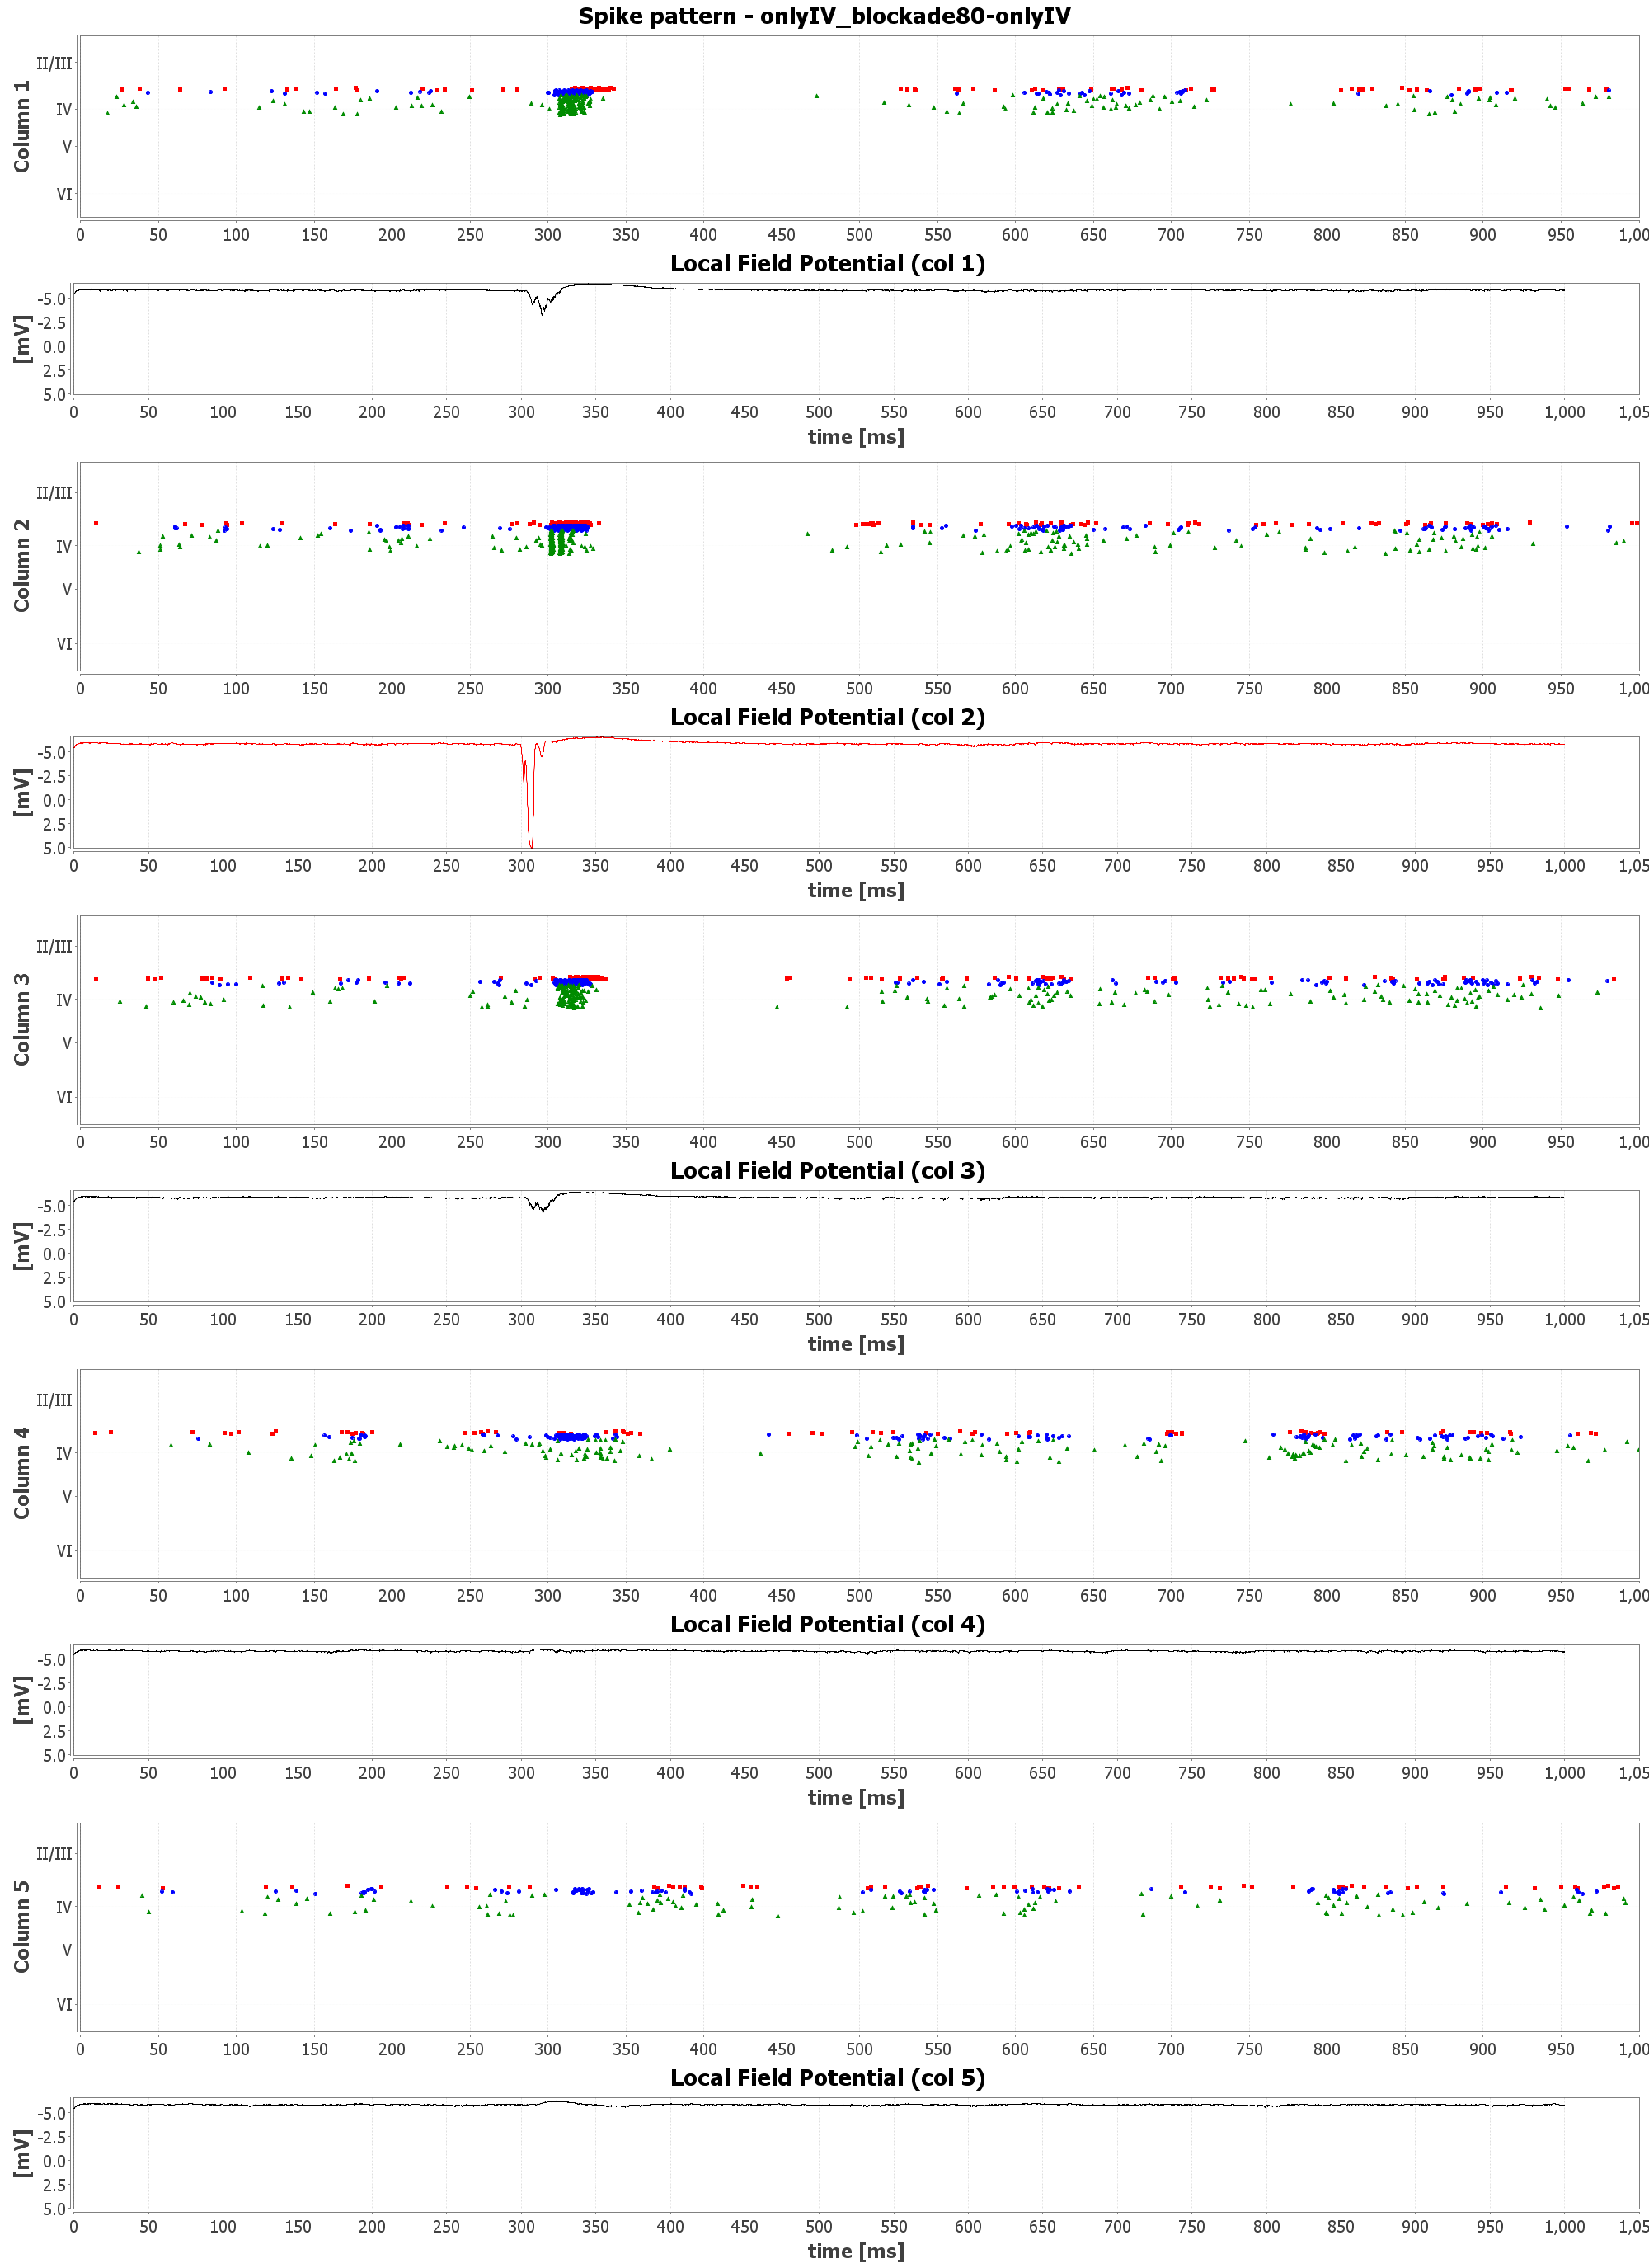 Spike pattern - onlyIV_blockade80-onlyIV
Column 1
II/III
IV
V
VI
0 50 100 150 200 250 300 350 400 450 500 550 600 650 700 750 800 850 900 950 1,00
Local Field Potential (col 1)
[mV]
-5.0
-2.5
0.0
2.5
5.0
0 50 100 150 200 250 300 350 400 450 500 550 600 650 700 750 800 850 900 950 1,000 1,05
time [ms]
Column 2
II/III
IV
V
VI
0 50 100 150 200 250 300 350 400 450 500 550 600 650 700 750 800 850 900 950 1,00
Local Field Potential (col 2)
[mV]
-5.0
-2.5
0.0
2.5
5.0
0 50 100 150 200 250 300 350 400 450 500 550 600 650 700 750 800 850 900 950 1,000 1,05
time [ms]
Column 3
II/III
IV
V
VI
0 50 100 150 200 250 300 350 400 450 500 550 600 650 700 750 800 850 900 950 1,00
Local Field Potential (col 3)
[mV]
-5.0
-2.5
0.0
2.5
5.0
0 50 100 150 200 250 300 350 400 450 500 550 600 650 700 750 800 850 900 950 1,000 1,05
time [ms]
Column 4
II/III
IV
V
VI
0 50 100 150 200 250 300 350 400 450 500 550 600 650 700 750 800 850 900 950 1,00
Local Field Potential (col 4)
[mV]
-5.0
-2.5
0.0
2.5
5.0
0 50 100 150 200 250 300 350 400 450 500 550 600 650 700 750 800 850 900 950 1,000 1,05
time [ms]
Column 5
II/III
IV
V
VI
0 50 100 150 200 250 300 350 400 450 500 550 600 650 700 750 800 850 900 950 1,00
Local Field Potential (col 5)
[mV]
-5.0
-2.5
0.0
2.5
5.0
0 50 100 150 200 250 300 350 400 450 500 550 600 650 700 750 800 850 900 950 1,000 1,05
time [ms]